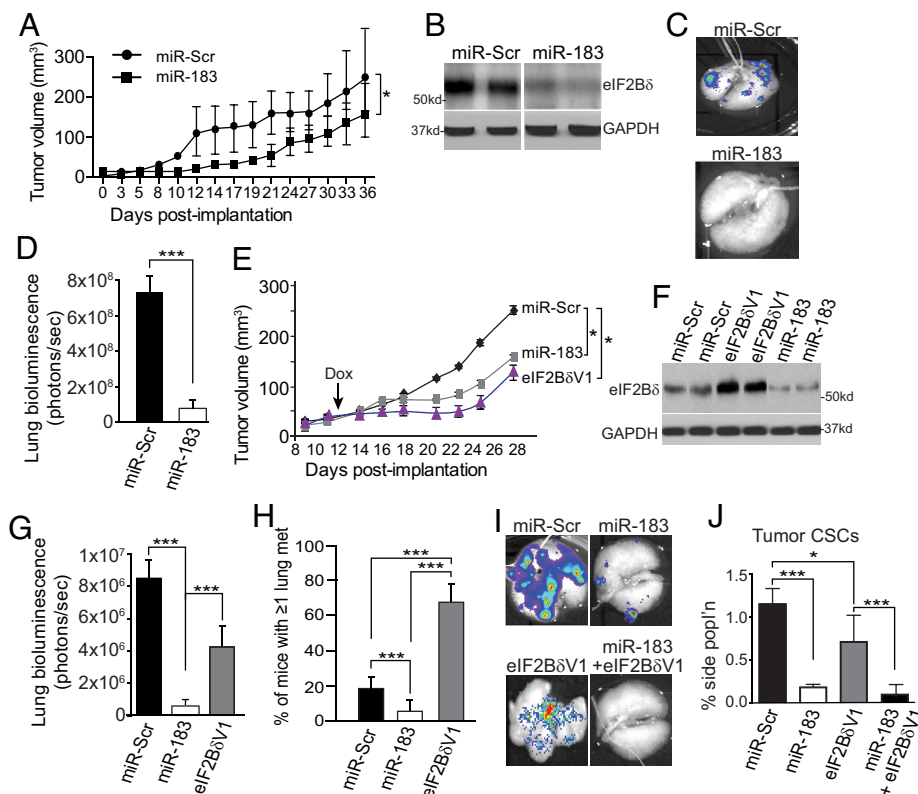 A
Tumor volume (mm³)
200
100
0
miR-Scr
miR-183
*
0 3 5 8 10 12 14 17 19 21 24 27 30 33 36
Days post-implantation
B
miR-Scr miR-183
eIF2Bδ
50kd-
37kd-
GAPDH
C
miR-Scr
miR-183
D
Lung bioluminescence
(photons/sec)
***
8x10⁸
6x10⁸
4x10⁸
2x10⁸
0
miR-Scr
miR-183
E
Tumor volume (mm³)
300
200
100
0
Dox
miR-Scr
miR-183
eIF2BδV1
* *
8 10 12 14 16 18 20 22 24 26 28
Days post-implantation
F
miR-Scr
miR-Scr
eIF2BδV1
eIF2BδV1
miR-183
miR-183
eIF2Bδ
-50kd
GAPDH
-37kd
G
Lung bioluminescence
(photons/sec)
***
***
1x10⁷
8x10⁶
6x10⁶
4x10⁶
2x10⁶
0
miR-Scr
miR-183
eIF2BδV1
H
% of mice with ≥1 lung met
***
***
***
80
60
40
20
0
miR-Scr
miR-183
eIF2BδV1
I
miR-Scr miR-183
eIF2BδV1
miR-183
+eIF2BδV1
J
Tumor CSCs
% side popl'n
*
***
***
1.5
1.0
0.5
0.0
miR-Scr
miR-183
eIF2BδV1
miR-183
+ eIF2BδV1